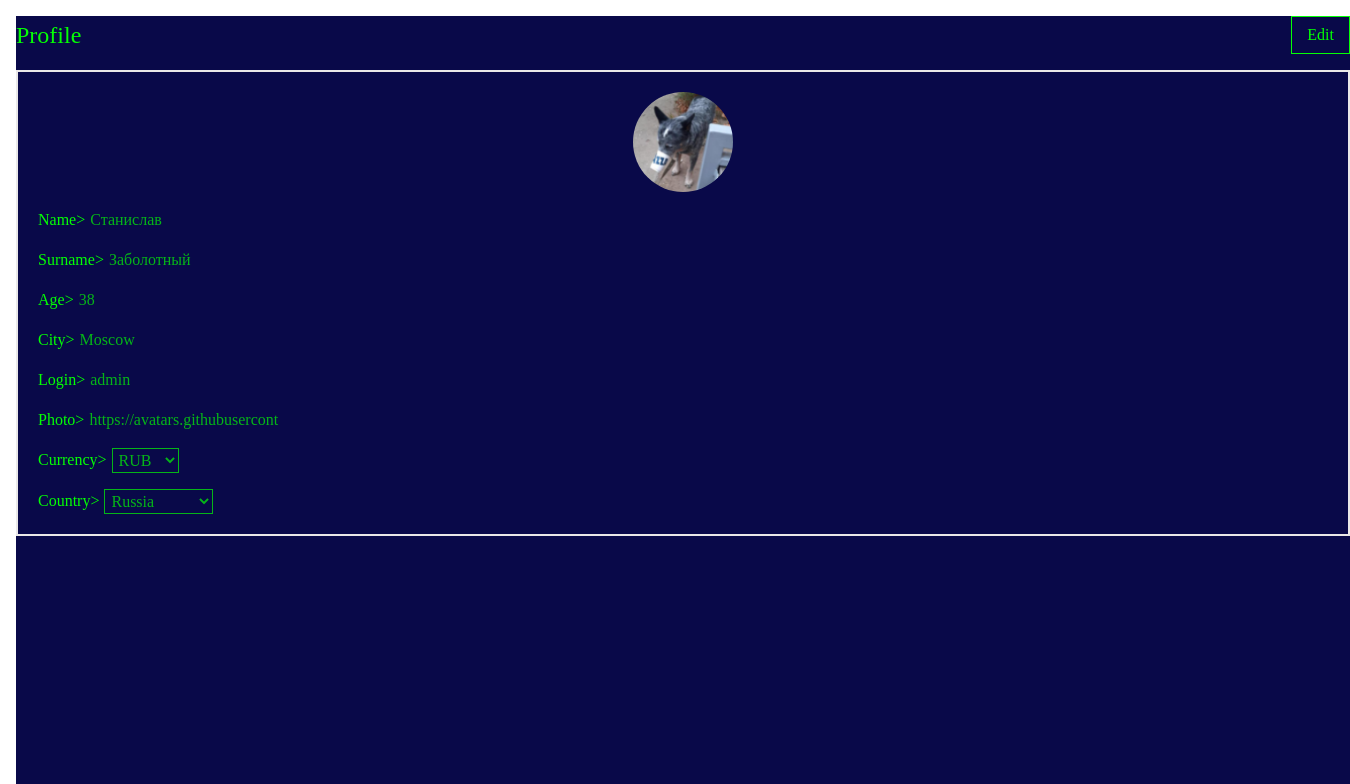 Profile
Edit
Name> Станислав
Surname> Заболотный
Age> 38
City> Moscow
Login> admin
Photo> https://avatars.githubusercont
Currency> RUB
Country> Russia